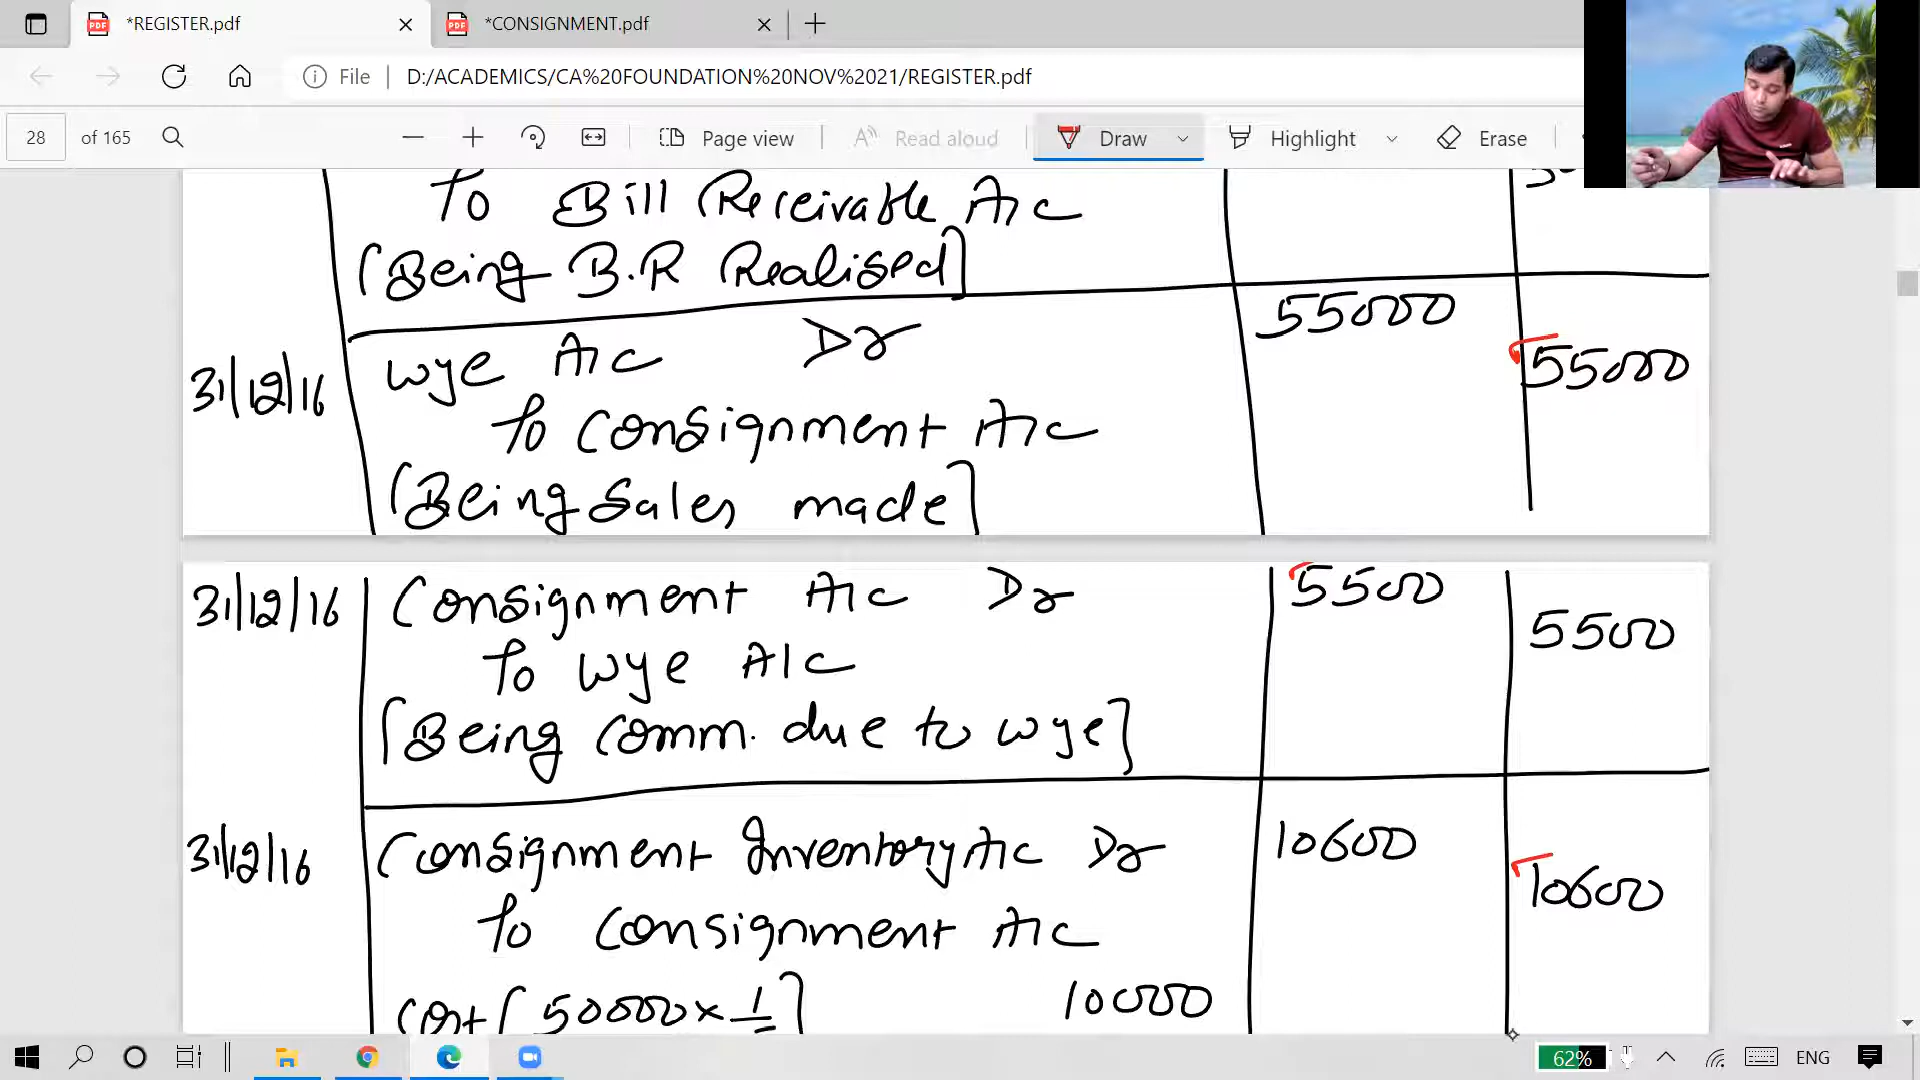 *REGISTER.pdf
*CONSIGNMENT.pdf
File
D:/ACADEMICS/CA%20FOUNDATION%20NOV%2021/REGISTER.pdf
28 of 165
Page view
Read aloud
Draw
Highlight
Erase
To Bill Receivable A/c
[Being B.R Realised]
31/12/16 Wye A/c Dr 55000
To Consignment A/c 55000
[Being Sales made]
31/12/16 Consignment A/c Dr 5500
To Wye A/c 5500
[Being Comm. due to Wye]
31/12/16 Consignment Inventory A/c Dr 10600
To Consignment A/c 10600
Cost [50000 × 1/ ] 10000
62%
ENG